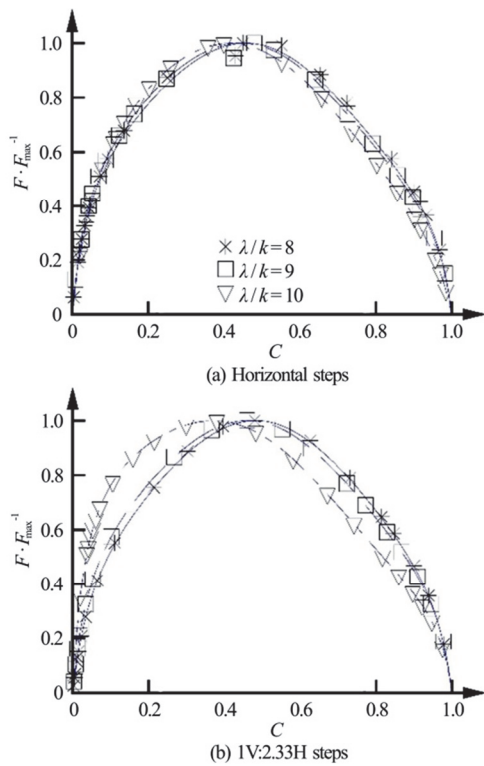 1.0
0.8
0.6
0.4
0.2
0
F · Fmax⁻¹
λ/k=8
λ/k=9
λ/k=10
0 0.2 0.4 0.6 0.8 1.0
C
(a) Horizontal steps
1.0
0.8
0.6
0.4
0.2
0
F · Fmax⁻¹
0 0.2 0.4 0.6 0.8 1.0
C
(b) 1V:2.33H steps